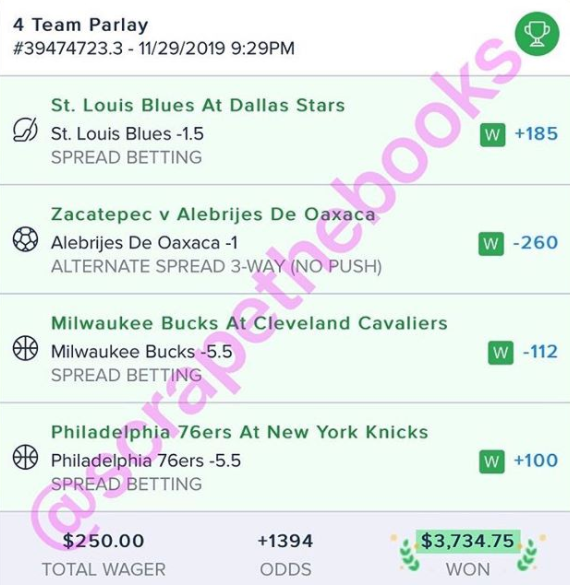 4 Team Parlay
#39474723.3 - 11/29/2019 9:29PM
St. Louis Blues At Dallas Stars
St. Louis Blues -1.5
W +185
SPREAD BETTING
Zacatepec v Alebrijes De Oaxaca
Alebrijes De Oaxaca -1
W -260
ALTERNATE SPREAD 3-WAY (NO PUSH)
Milwaukee Bucks At Cleveland Cavaliers
Milwaukee Bucks -5.5
W -112
SPREAD BETTING
Philadelphia 76ers At New York Knicks
Philadelphia 76ers -5.5
W +100
SPREAD BETTING
$250.00 +1394 $3,734.75
TOTAL WAGER ODDS WON
@scrapethebooks